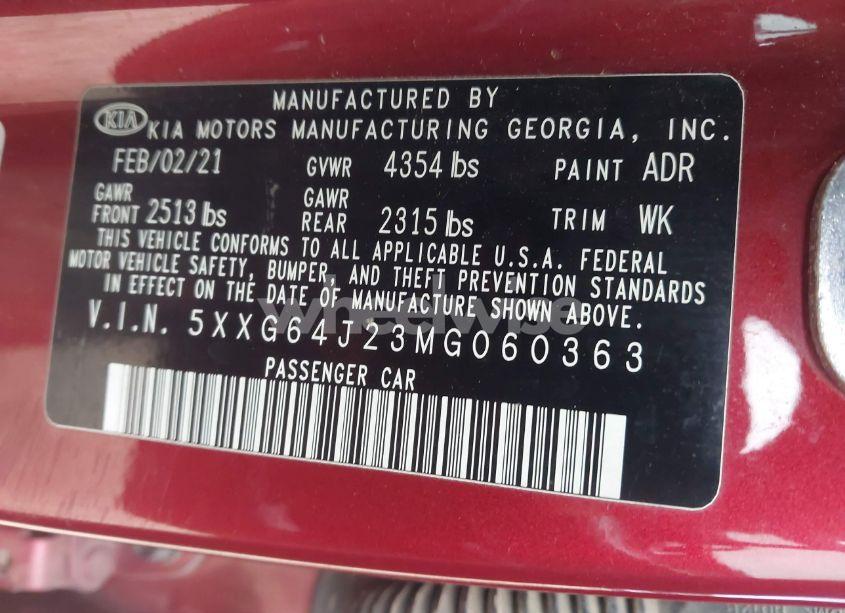 MANUFACTURED BY
KIA KIA MOTORS MANUFACTURING GEORGIA, INC.
FEB/02/21 GVWR 4354 lbs PAINT ADR
GAWR FRONT 2513 lbs GAWR REAR 2315 lbs TRIM WK
THIS VEHICLE CONFORMS TO ALL APPLICABLE U.S.A. FEDERAL
MOTOR VEHICLE SAFETY, BUMPER, AND THEFT PREVENTION STANDARDS
IN EFFECT ON THE DATE OF MANUFACTURE SHOWN ABOVE.
V.I.N. 5XXG64J23MG060363
PASSENGER CAR